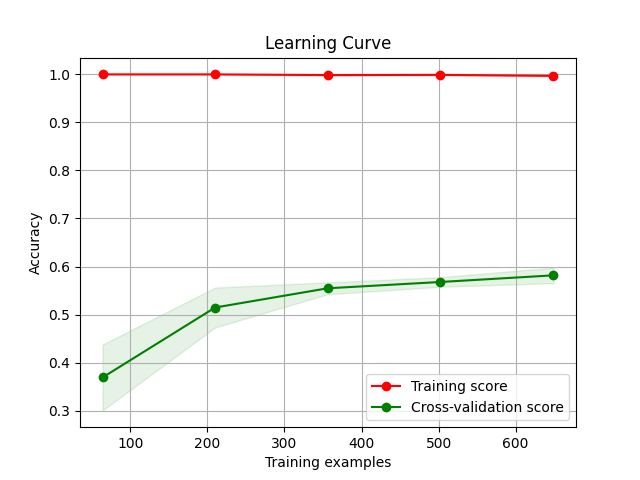 Learning Curve
1.0
0.9
0.8
0.7
0.6
0.5
0.4
0.3
Accuracy
Training score
Cross-validation score
100 200 300 400 500 600
Training examples